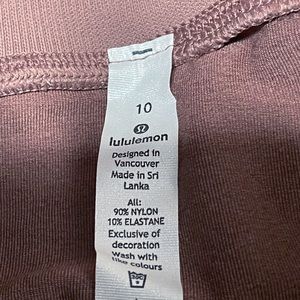 10
lululemon
Designed in
Vancouver
Made in Sri
Lanka
All:
90% NYLON
10% ELASTANE
Exclusive of
decoration
Wash with
like colours